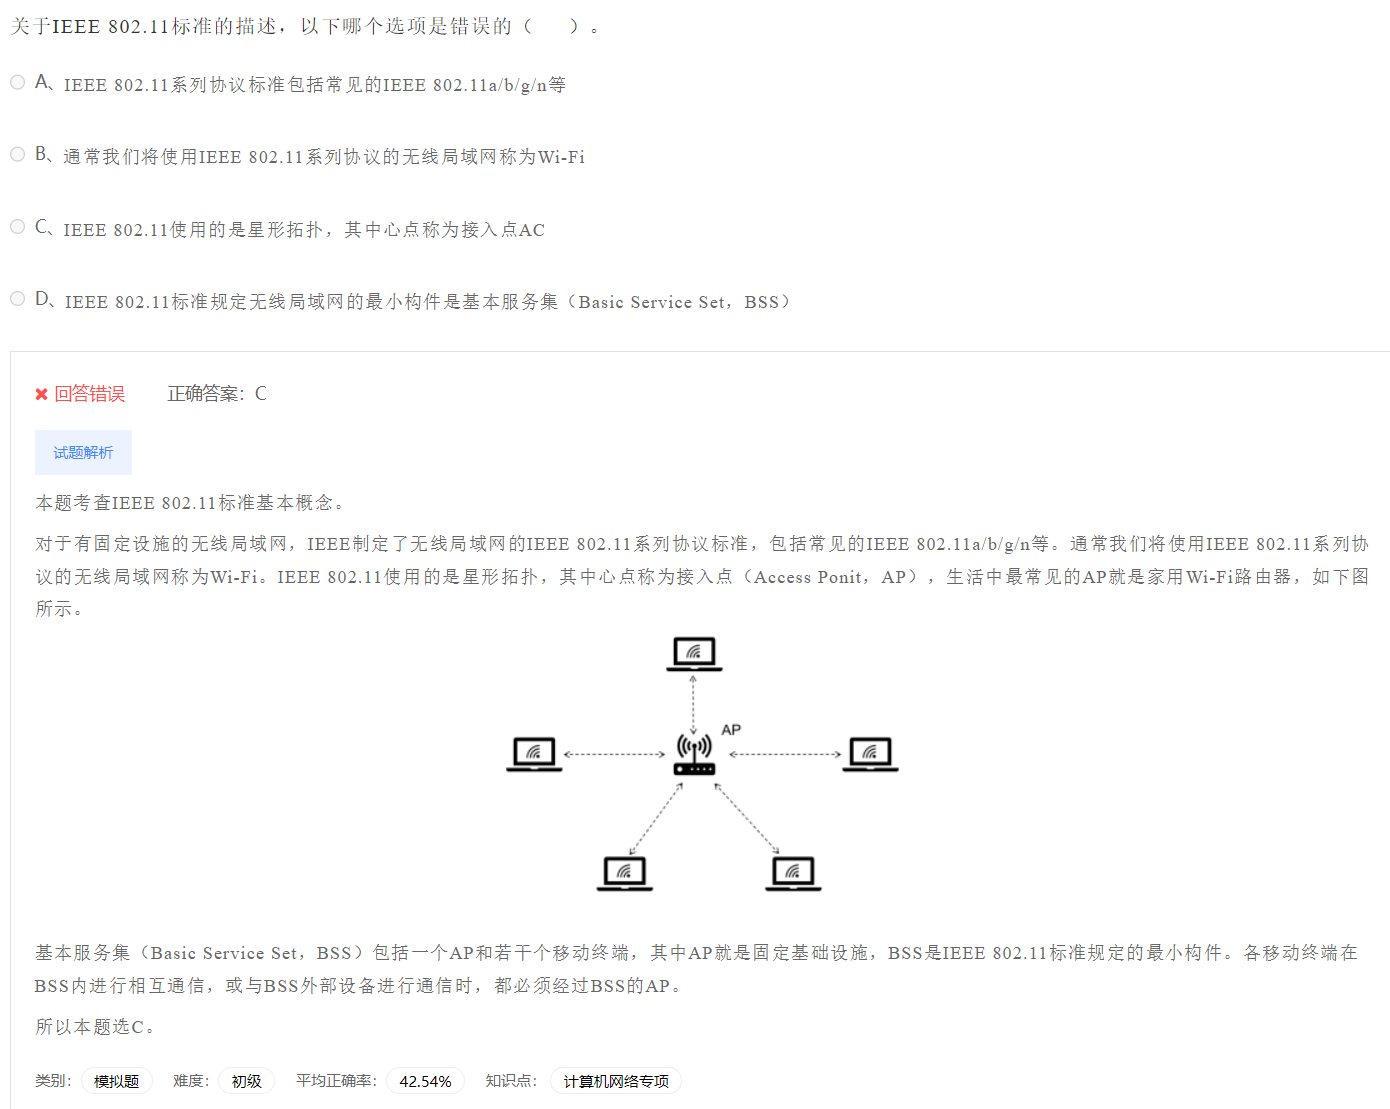 关于IEEE 802.11标准的描述，以下哪个选项是错误的（　　）。
A、IEEE 802.11系列协议标准包括常见的IEEE 802.11a/b/g/n等
B、通常我们将使用IEEE 802.11系列协议的无线局域网称为Wi-Fi
C、IEEE 802.11使用的是星形拓扑，其中心点称为接入点AC
D、IEEE 802.11标准规定无线局域网的最小构件是基本服务集（Basic Service Set，BSS）
回答错误 正确答案：C
试题解析
本题考查IEEE 802.11标准基本概念。
对于有固定设施的无线局域网，IEEE制定了无线局域网的IEEE 802.11系列协议标准，包括常见的IEEE 802.11a/b/g/n等。通常我们将使用IEEE 802.11系列协
议的无线局域网称为Wi-Fi。IEEE 802.11使用的是星形拓扑，其中心点称为接入点（Access Ponit，AP），生活中最常见的AP就是家用Wi-Fi路由器，如下图
所示。
AP
基本服务集（Basic Service Set，BSS）包括一个AP和若干个移动终端，其中AP就是固定基础设施，BSS是IEEE 802.11标准规定的最小构件。各移动终端在
BSS内进行相互通信，或与BSS外部设备进行通信时，都必须经过BSS的AP。
所以本题选C。
类别： 模拟题 难度： 初级 平均正确率： 42.54% 知识点： 计算机网络专项